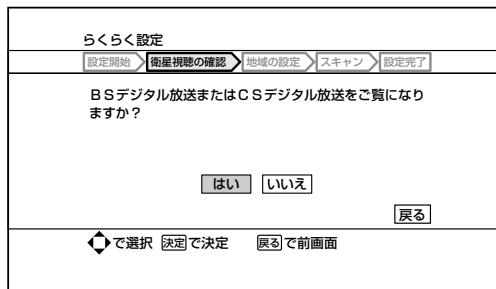 らくらく設定
設定開始 衛星視聴の確認 地域の設定 スキャン 設定完了
ＢＳデジタル放送またはＣＳデジタル放送をご覧になり
ますか？
はい いいえ
戻る
で選択 決定で決定 戻るで前画面